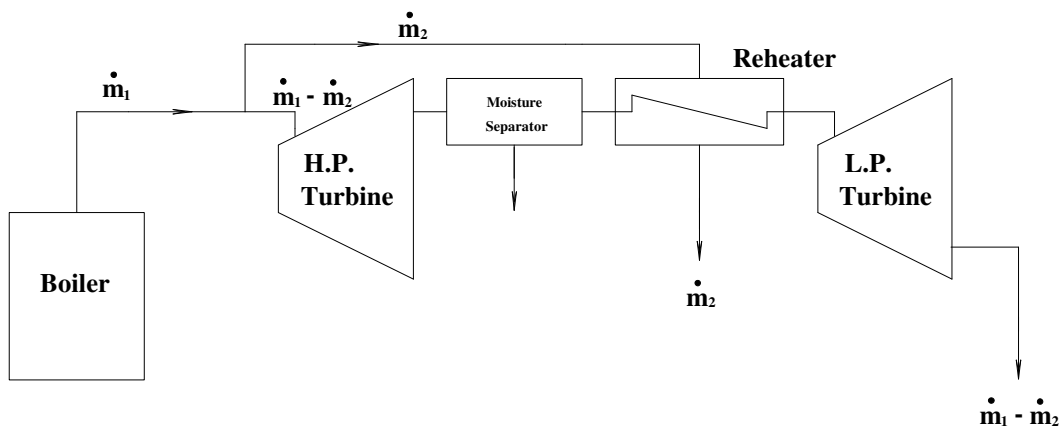 ṁ₂
Reheater
ṁ₁
ṁ₁ - ṁ₂
Moisture
Separator
H.P.
Turbine
L.P.
Turbine
Boiler
ṁ₂
ṁ₁ - ṁ₂